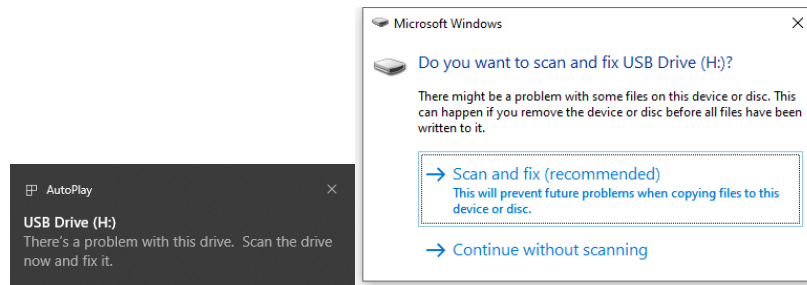 AutoPlay
USB Drive (H:)
There's a problem with this drive. Scan the drive
now and fix it.
Microsoft Windows
Do you want to scan and fix USB Drive (H:)?
There might be a problem with some files on this device or disc. This
can happen if you remove the device or disc before all files have been
written to it.
Scan and fix (recommended)
This will prevent future problems when copying files to this
device or disc.
Continue without scanning